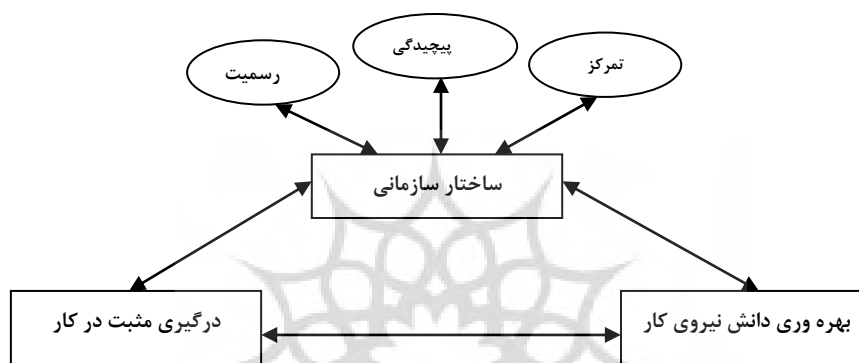 تمرکز
پیچیدگی
رسمیت
ساختار سازمانی
بهره وری دانش نیروی کار
درگیری مثبت در کار